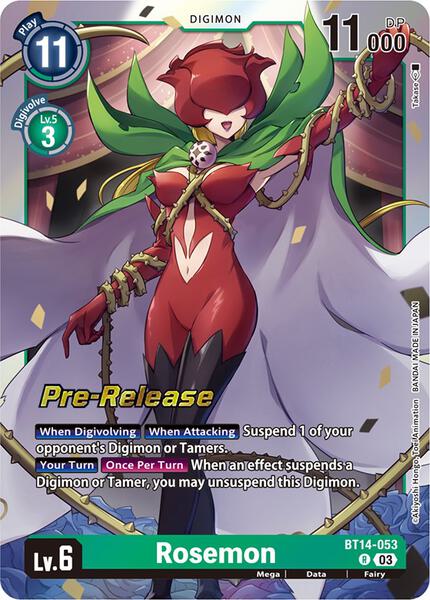 Play
DIGIMON
11
11000
DP
Digivolve
Lv.5
3
Takase
Pre-Release
When Digivolving When Attacking Suspend 1 of your
opponent's Digimon or Tamers.
Your Turn Once Per Turn When an effect suspends a
Digimon or Tamer, you may unsuspend this Digimon.
©Akiyoshi Hongo, Toei Animation BANDAI MADE IN JAPAN
BT14-053
Lv.6
Rosemon
R 03
Mega Data Fairy